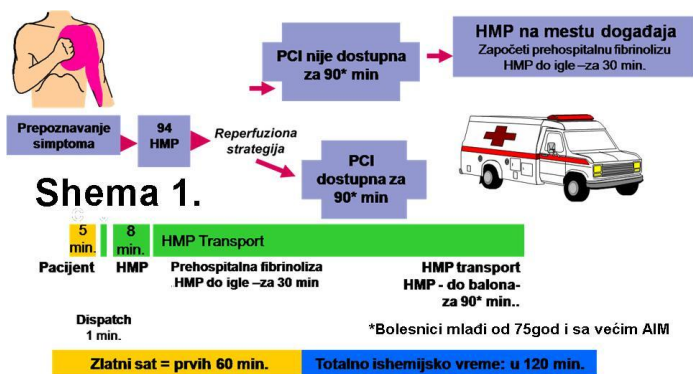 PCI nije dostupna
za 90* min
HMP na mestu događaja
Započeti prehospitalnu fibrinolizu
HMP do igle –za 30 min.
Prepoznavanje
simptoma
94
HMP
Reperfuziona
strategija
PCI
dostupna za
90* min
Shema 1.
5
min.
8
min.
HMP Transport
Pacijent
HMP
Prehospitalna fibrinoliza
HMP do igle –za 30 min
HMP transport
HMP - do balona-
za 90* min..
Dispatch
1 min.
*Bolesnici mladi od 75god i sa većim AIM
Zlatni sat = prvih 60 min.
Totalno ishemijsko vreme: u 120 min.